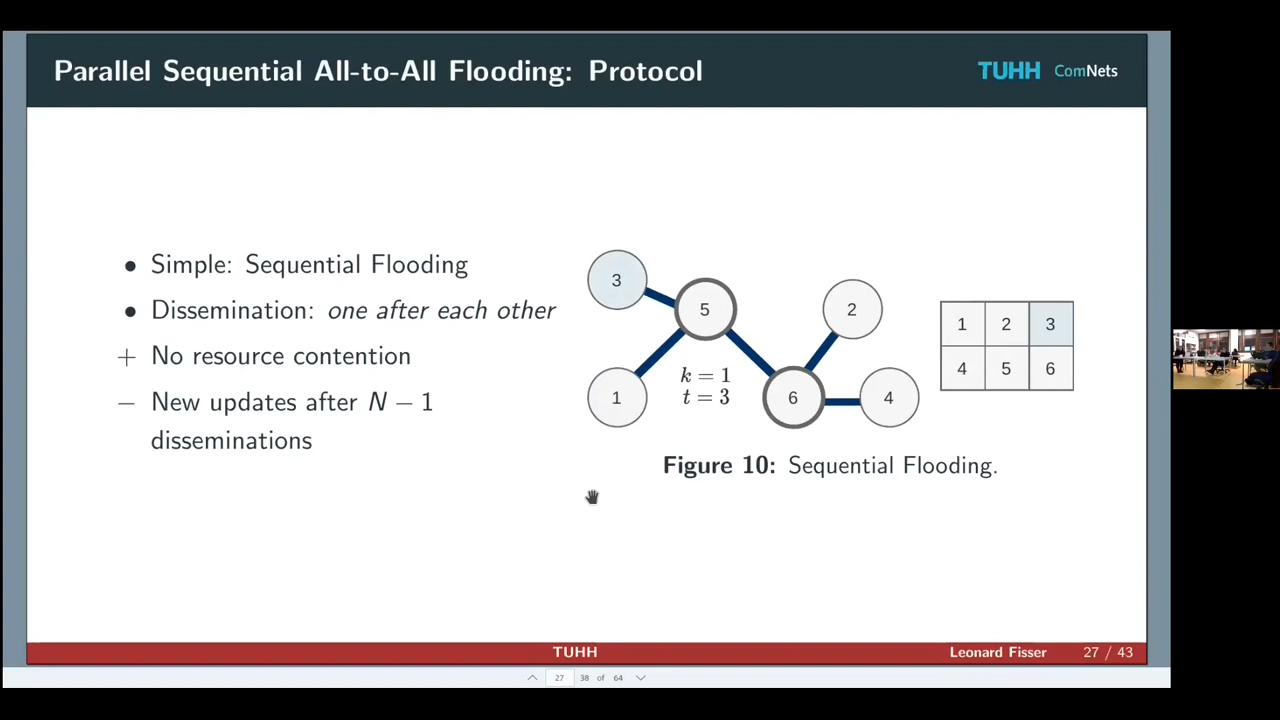 Parallel Sequential All-to-All Flooding: Protocol
TUHH ComNets
• Simple: Sequential Flooding
• Dissemination: one after each other
+ No resource contention
− New updates after N − 1
disseminations
3
5
2
1
k = 1
t = 3
6
4
1 2 3
4 5 6
Figure 10: Sequential Flooding.
TUHH
Leonard Fisser 27 / 43
27 38 of 64